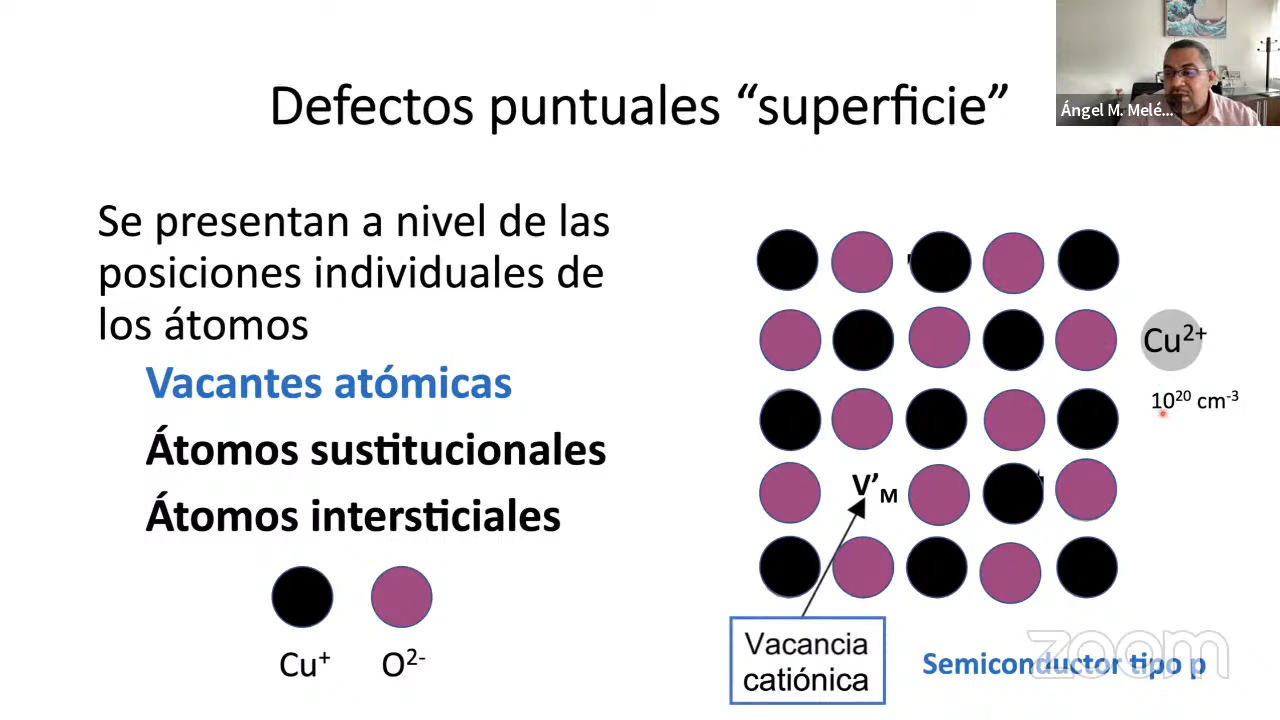 Defectos puntuales “superficie”
Ángel M. Melé...
Se presentan a nivel de las
posiciones individuales de
los átomos
Vacantes atómicas
Átomos sustitucionales
Átomos intersticiales
Cu⁺ O²⁻
Cu²⁺
10²⁰ cm⁻³
V’M
Vacancia
catiónica
Semiconductor tipo p
zoom